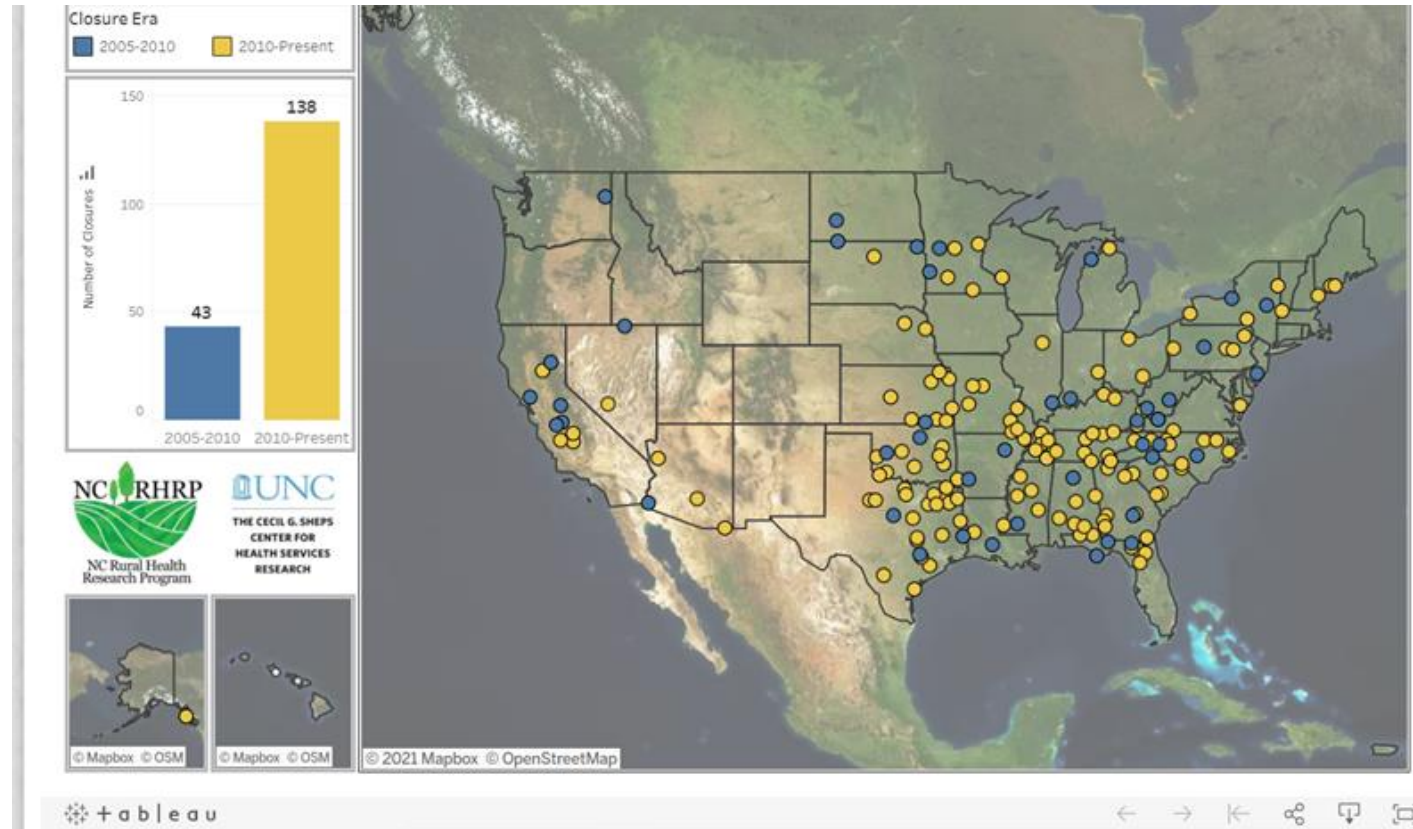 Closure Era
2005-2010 2010-Present
150
138
100
Number of Closures
50
43
0
2005-2010 2010-Present
NC RHRP
NC Rural Health
Research Program
UNC
THE CECIL G. SHEPS
CENTER FOR
HEALTH SERVICES
RESEARCH
© Mapbox © OSM
© Mapbox © OSM
© 2021 Mapbox © OpenStreetMap
+ableau